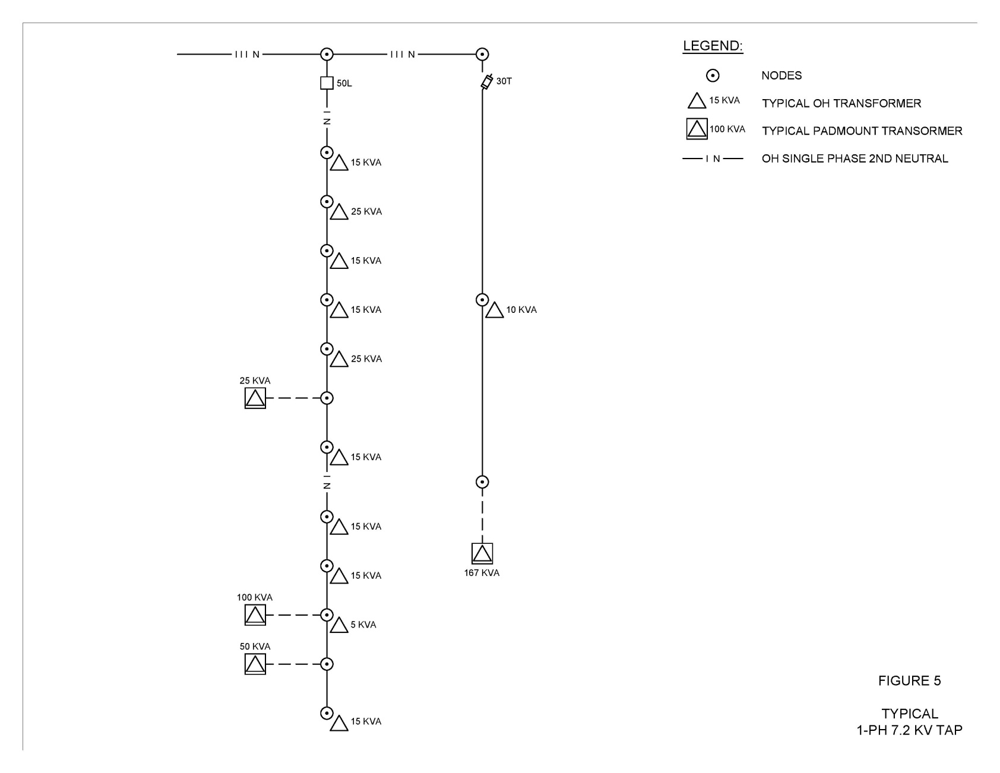 III N
III N
50L
30T
I N
15 KVA
25 KVA
15 KVA
15 KVA
10 KVA
25 KVA
25 KVA
15 KVA
I N
15 KVA
15 KVA
167 KVA
100 KVA
5 KVA
50 KVA
15 KVA
LEGEND:
NODES
15 KVA TYPICAL OH TRANSFORMER
100 KVA TYPICAL PADMOUNT TRANSORMER
I N OH SINGLE PHASE 2ND NEUTRAL
FIGURE 5
TYPICAL
1-PH 7.2 KV TAP